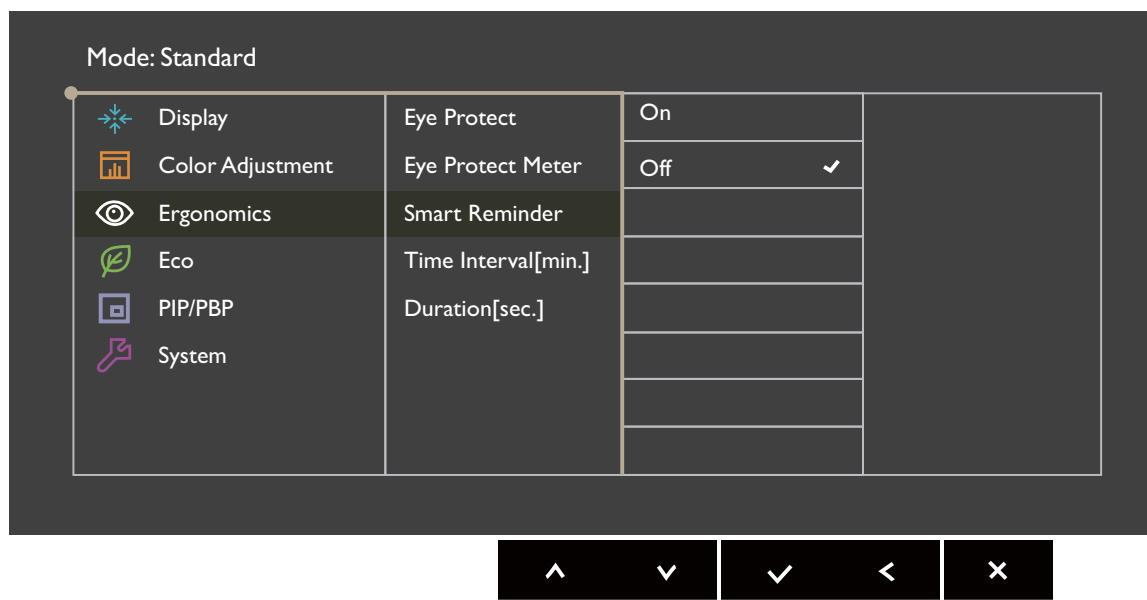 Mode: Standard
Display
Color Adjustment
Ergonomics
Eco
PIP/PBP
System
Eye Protect
Eye Protect Meter
Smart Reminder
Time Interval[min.]
Duration[sec.]
On
Off